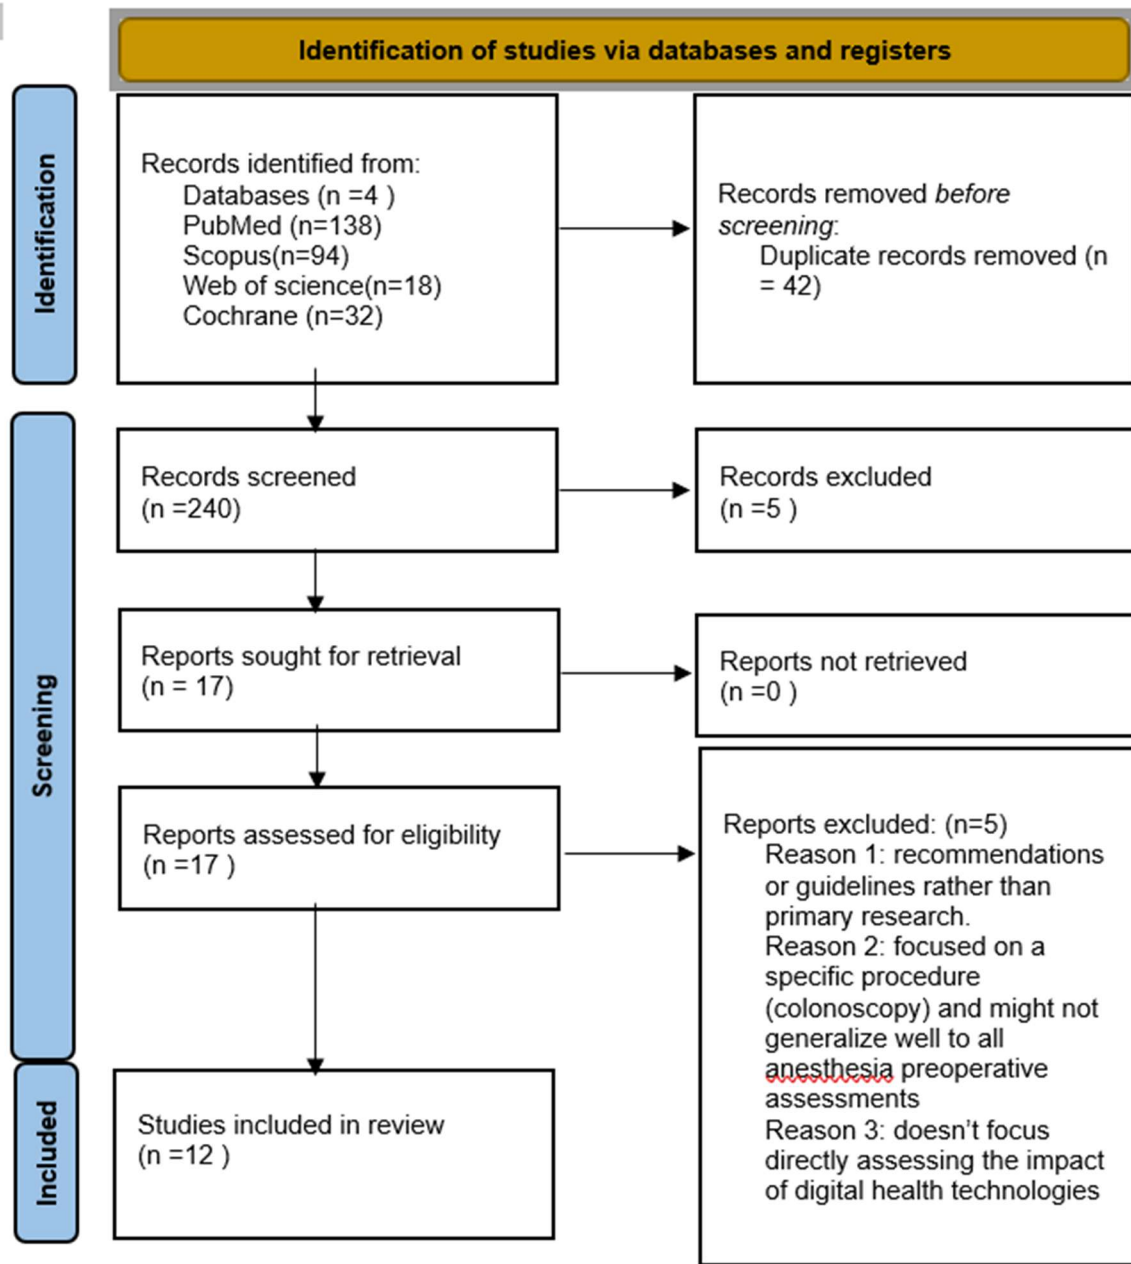 Identification of studies via databases and registers
Identification
Records identified from:
Databases (n =4 )
PubMed (n=138)
Scopus(n=94)
Web of science(n=18)
Cochrane (n=32)
Records removed before
screening:
Duplicate records removed (n
= 42)
Screening
Records screened
(n =240)
Records excluded
(n =5 )
Reports sought for retrieval
(n = 17)
Reports not retrieved
(n =0 )
Reports assessed for eligibility
(n =17 )
Reports excluded: (n=5)
Reason 1: recommendations
or guidelines rather than
primary research.
Reason 2: focused on a
specific procedure
(colonoscopy) and might not
generalize well to all
anesthesia preoperative
assessments
Reason 3: doesn’t focus
directly assessing the impact
of digital health technologies
Included
Studies included in review
(n =12 )